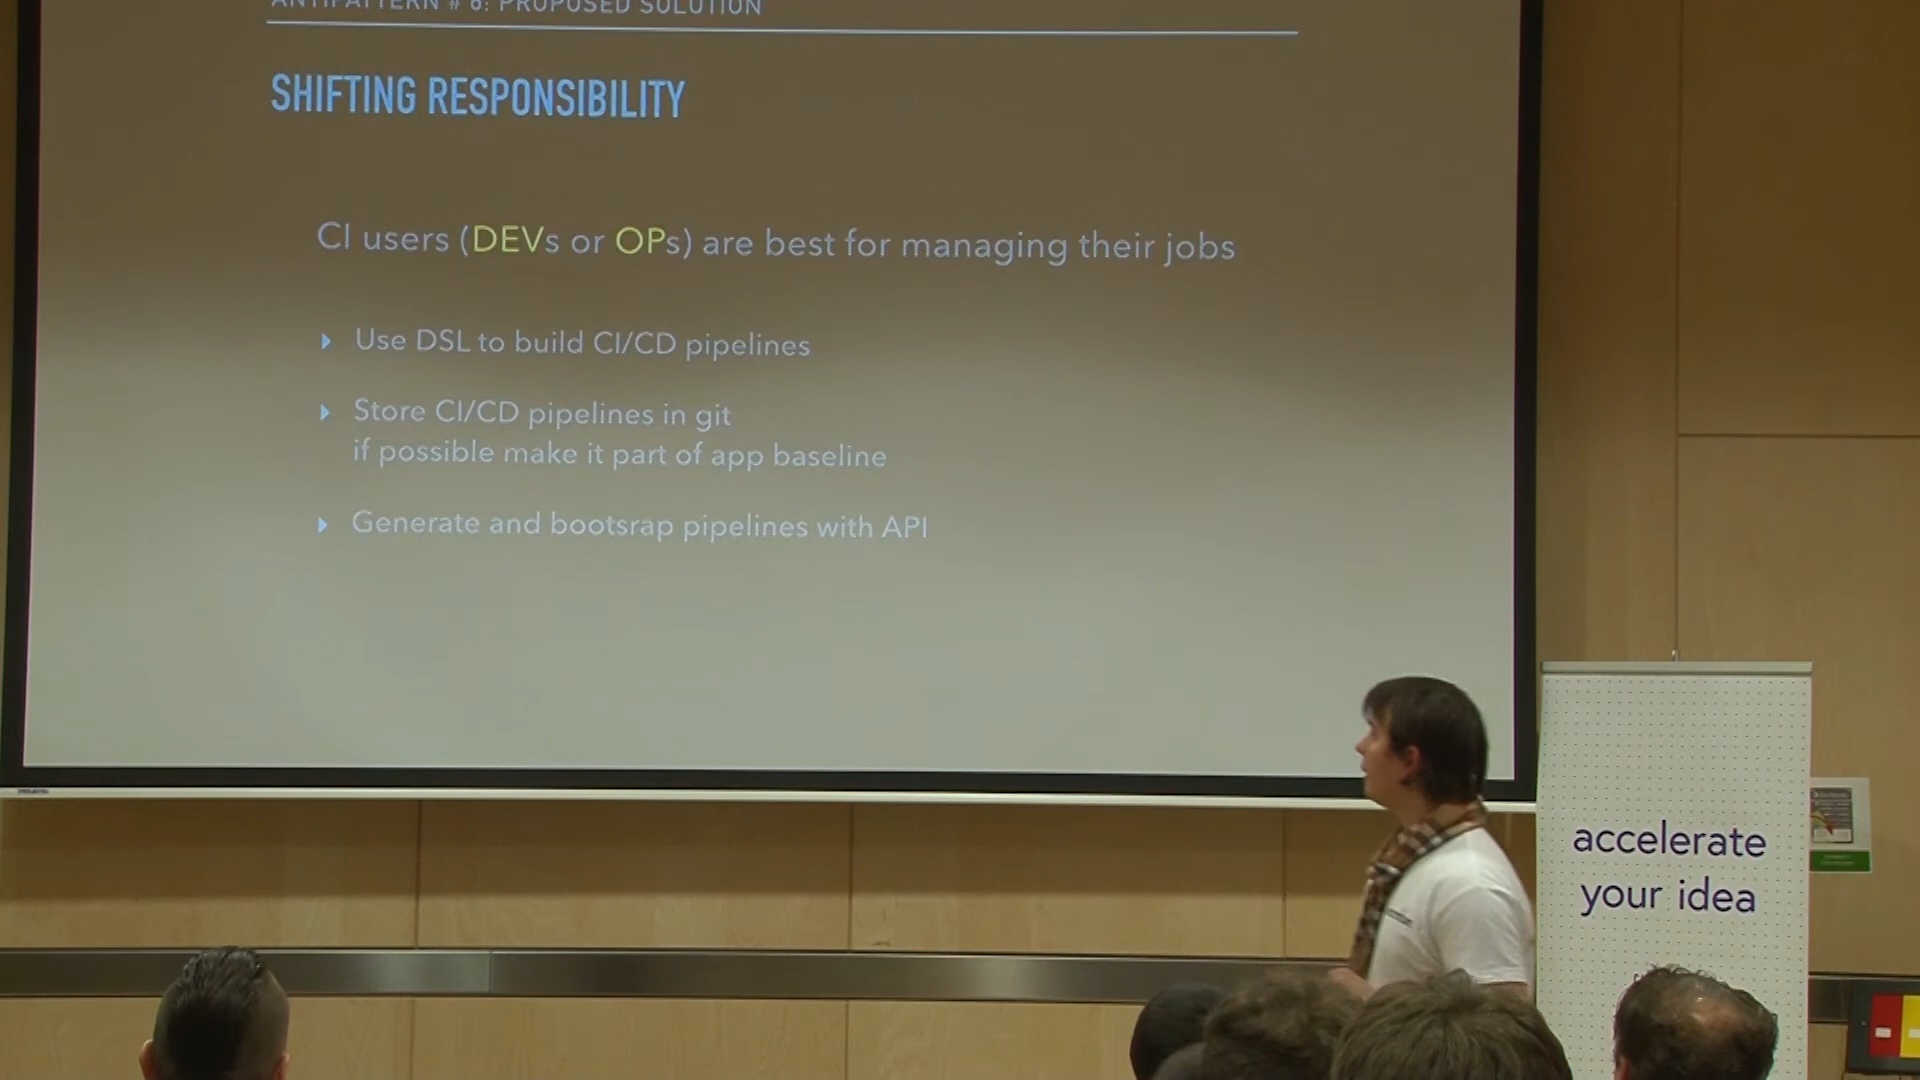 ANTIPATTERN # 6: PROPOSED SOLUTION
SHIFTING RESPONSIBILITY
CI users (DEVs or OPs) are best for managing their jobs
Use DSL to build CI/CD pipelines
Store CI/CD pipelines in git
if possible make it part of app baseline
Generate and bootsrap pipelines with API
accelerate
your idea